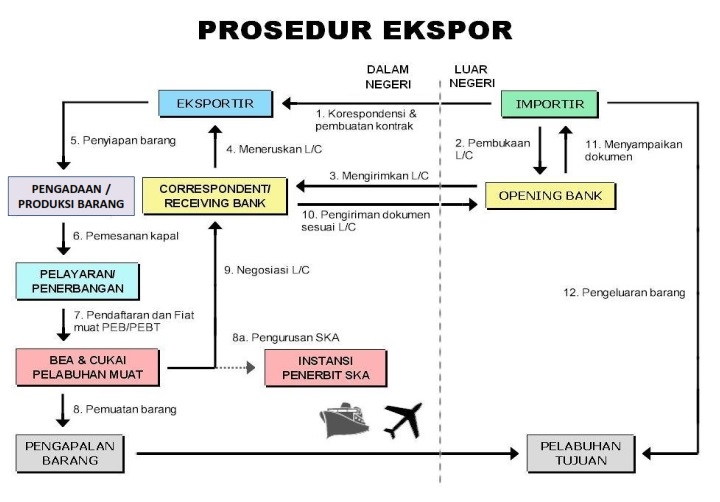 PROSEDUR EKSPOR
DALAM
NEGERI
LUAR
NEGERI
EKSPORTIR
IMPORTIR
1. Korespondensi &
pembuatan kontrak
5. Penyiapan barang
4. Meneruskan L/C
2. Pembukaan
L/C
11. Menyampaikan
dokumen
3. Mengirimkan L/C
PENGADAAN /
PRODUKSI BARANG
CORRESPONDENT/
RECEIVING BANK
OPENING BANK
10. Pengiriman dokumen
sesuai L/C
6. Pemesanan kapal
PELAYARAN/
PENERBANGAN
9. Negosiasi L/C
12. Pengeluaran barang
7. Pendaftaran dan Fiat
muat PEB/PEBT
8a. Pengurusan SKA
BEA & CUKAI
PELABUHAN MUAT
INSTANSI
PENERBIT SKA
8. Pemuatan barang
PENGAPALAN
BARANG
PELABUHAN
TUJUAN